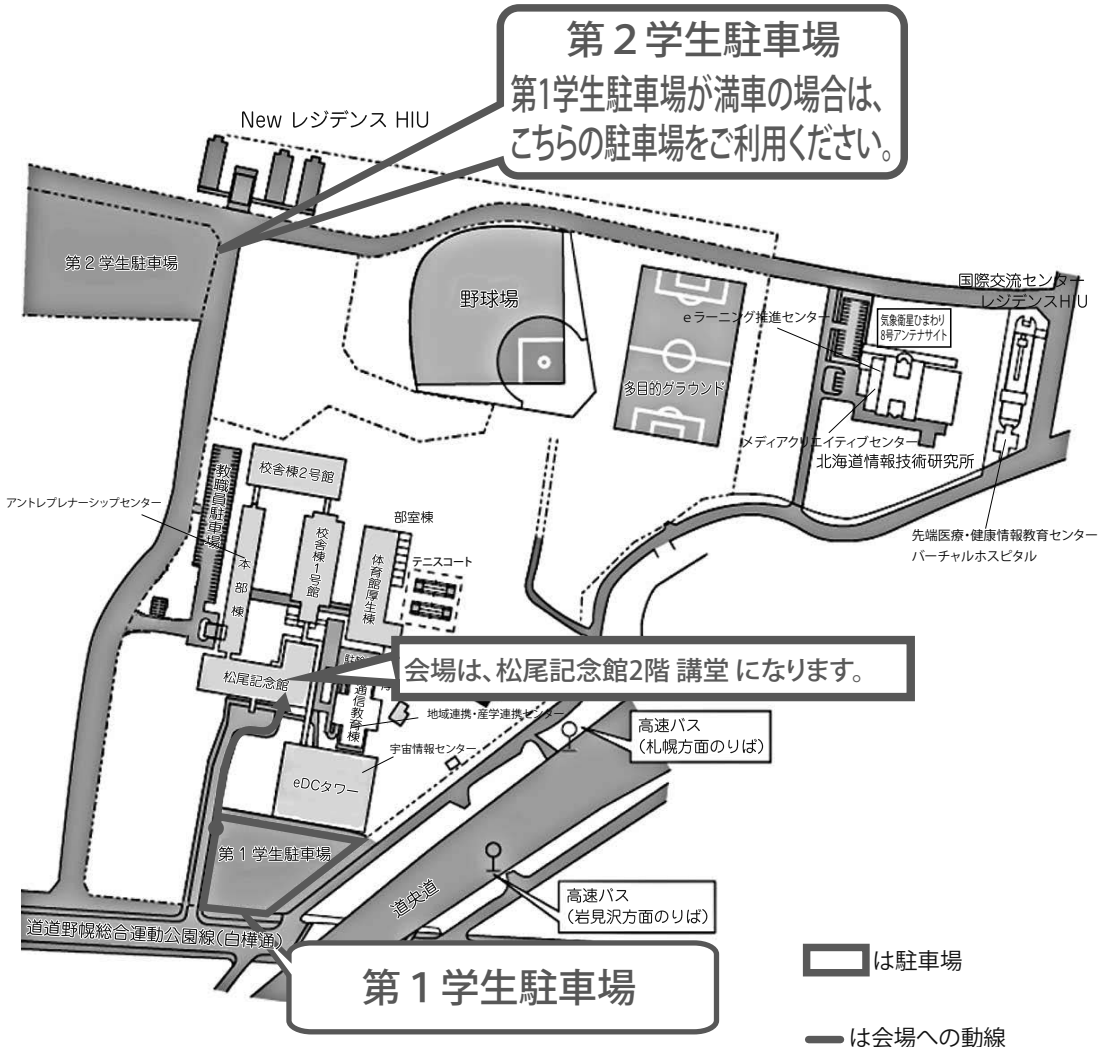 第２学生駐車場
第1学生駐車場が満車の場合は、
こちらの駐車場をご利用ください。
New レジデンス HIU
第２学生駐車場
野球場
国際交流センター
レジデンスHIU
eラーニング推進センター
気象衛星ひまわり
8号アンテナサイト
多目的グラウンド
メディアクリエイティブセンター
北海道情報技術研究所
先端医療・健康情報教育センター
バーチャルホスピタル
アントレプレナーシップセンター
教職員駐車場
校舎棟2号館
本部棟
校舎棟1号館
部室棟
体育館厚生棟
テニスコート
会場は、松尾記念館2階 講堂 になります。
松尾記念館
通信教育棟
地域連携・産学連携センター
宇宙情報センター
eDCタワー
高速バス
（札幌方面のりば）
第１学生駐車場
道央道
高速バス
（岩見沢方面のりば）
道道野幌総合運動公園線(白樺通)
第１学生駐車場
は駐車場
は会場への動線